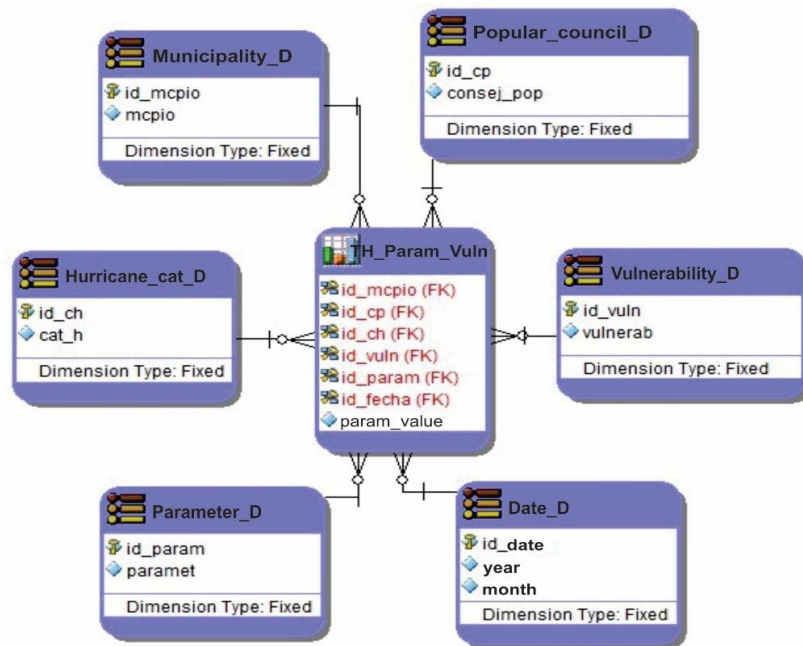 Municipality_D
id_mcpio
mcpio
Dimension Type: Fixed
Popular_council_D
id_cp
consej_pop
Dimension Type: Fixed
Hurricane_cat_D
id_ch
cat_h
Dimension Type: Fixed
TH_Param_Vuln
id_mcpio (FK)
id_cp (FK)
id_ch (FK)
id_vuln (FK)
id_param (FK)
id_fecha (FK)
param_value
Vulnerability_D
id_vuln
vulnerab
Dimension Type: Fixed
Parameter_D
id_param
paramet
Dimension Type: Fixed
Date_D
id_date
year
month
Dimension Type: Fixed